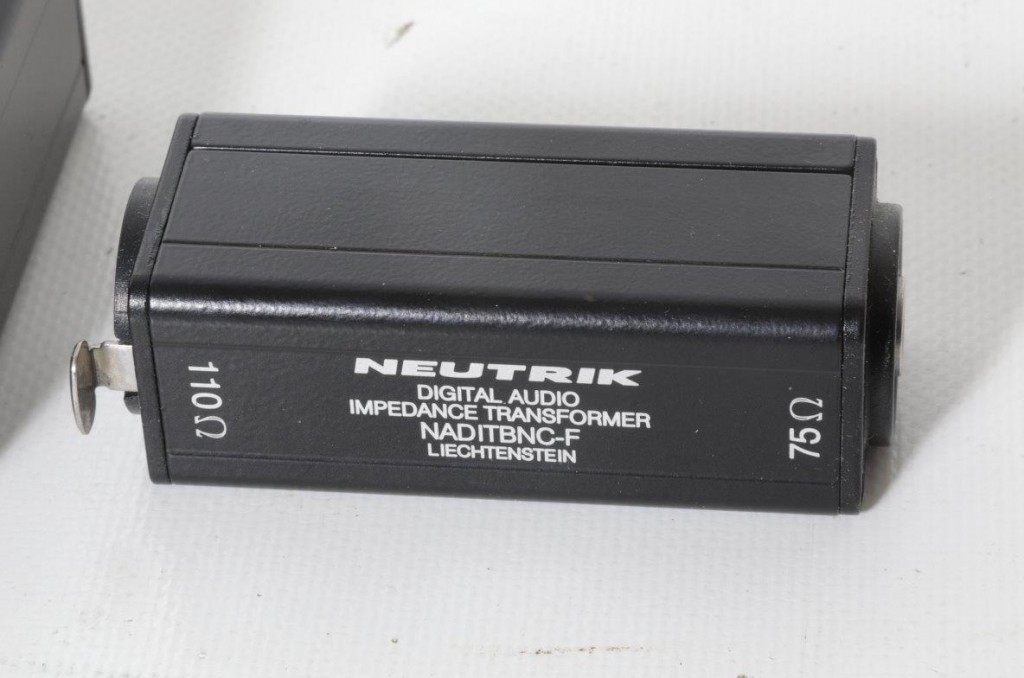 NEUTRIK
DIGITAL AUDIO
IMPEDANCE TRANSFORMER
NADITBNC-F
LIECHTENSTEIN
110Ω
75Ω